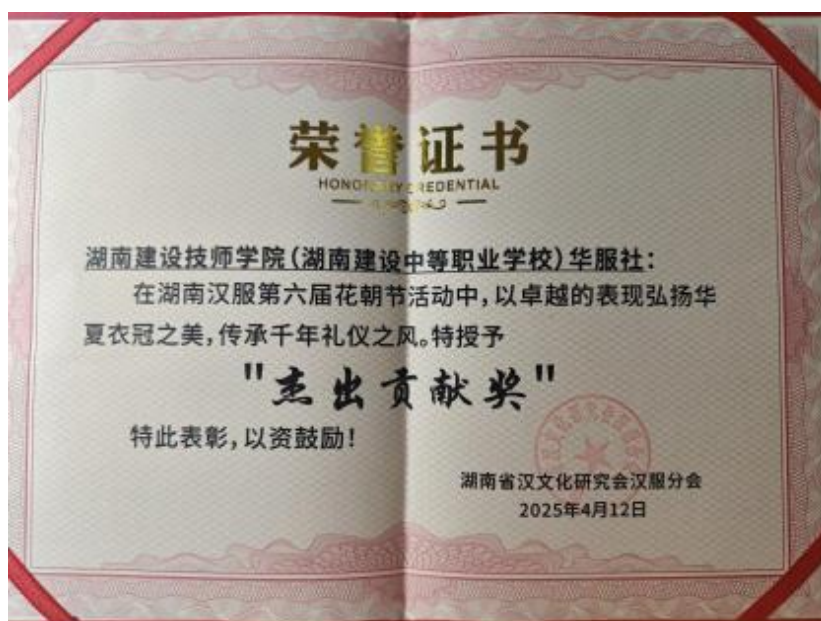 荣誉证书
HONORARY CREDENTIAL
湖南建设技师学院(湖南建设中等职业学校)华服社:
在湖南汉服第六届花朝节活动中,以卓越的表现弘扬华
夏衣冠之美,传承千年礼仪之风。特授予
"杰出贡献奖"
特此表彰,以资鼓励!
湖南省汉文化研究会汉服分会
2025年4月12日